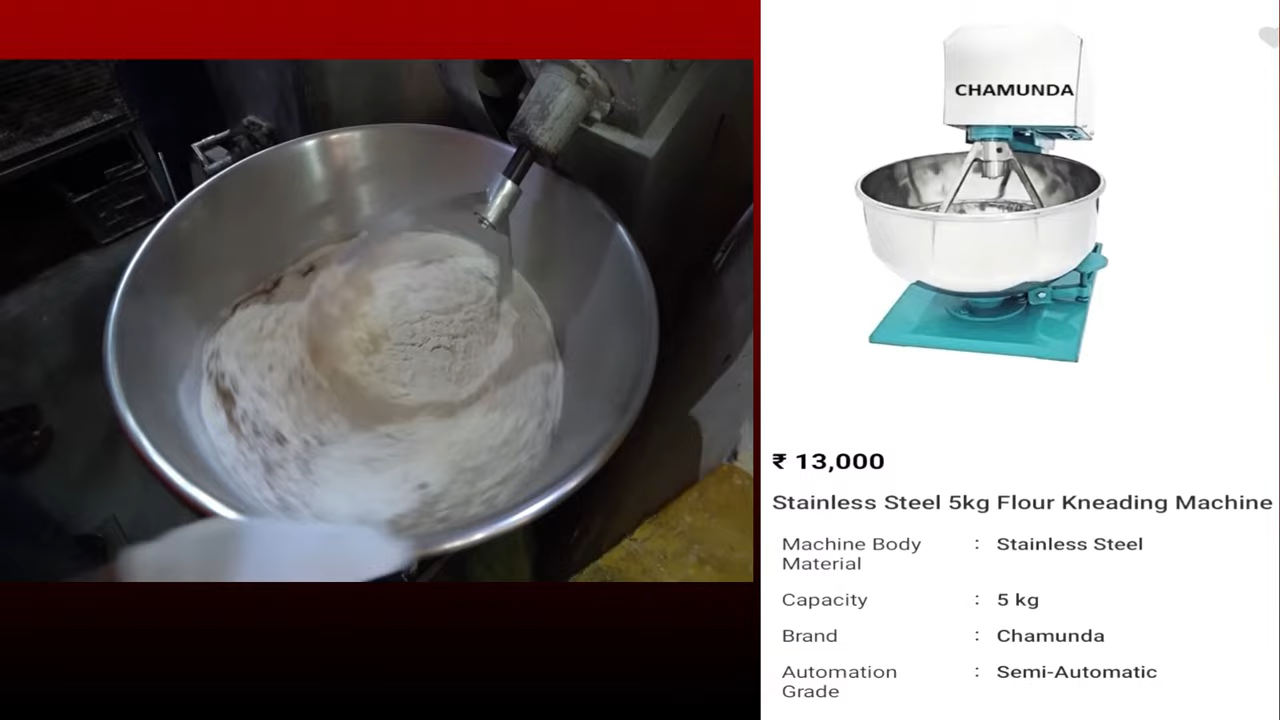 CHAMUNDA
₹ 13,000
Stainless Steel 5kg Flour Kneading Machine
Machine Body : Stainless Steel
Material
Capacity : 5 kg
Brand : Chamunda
Automation : Semi-Automatic
Grade